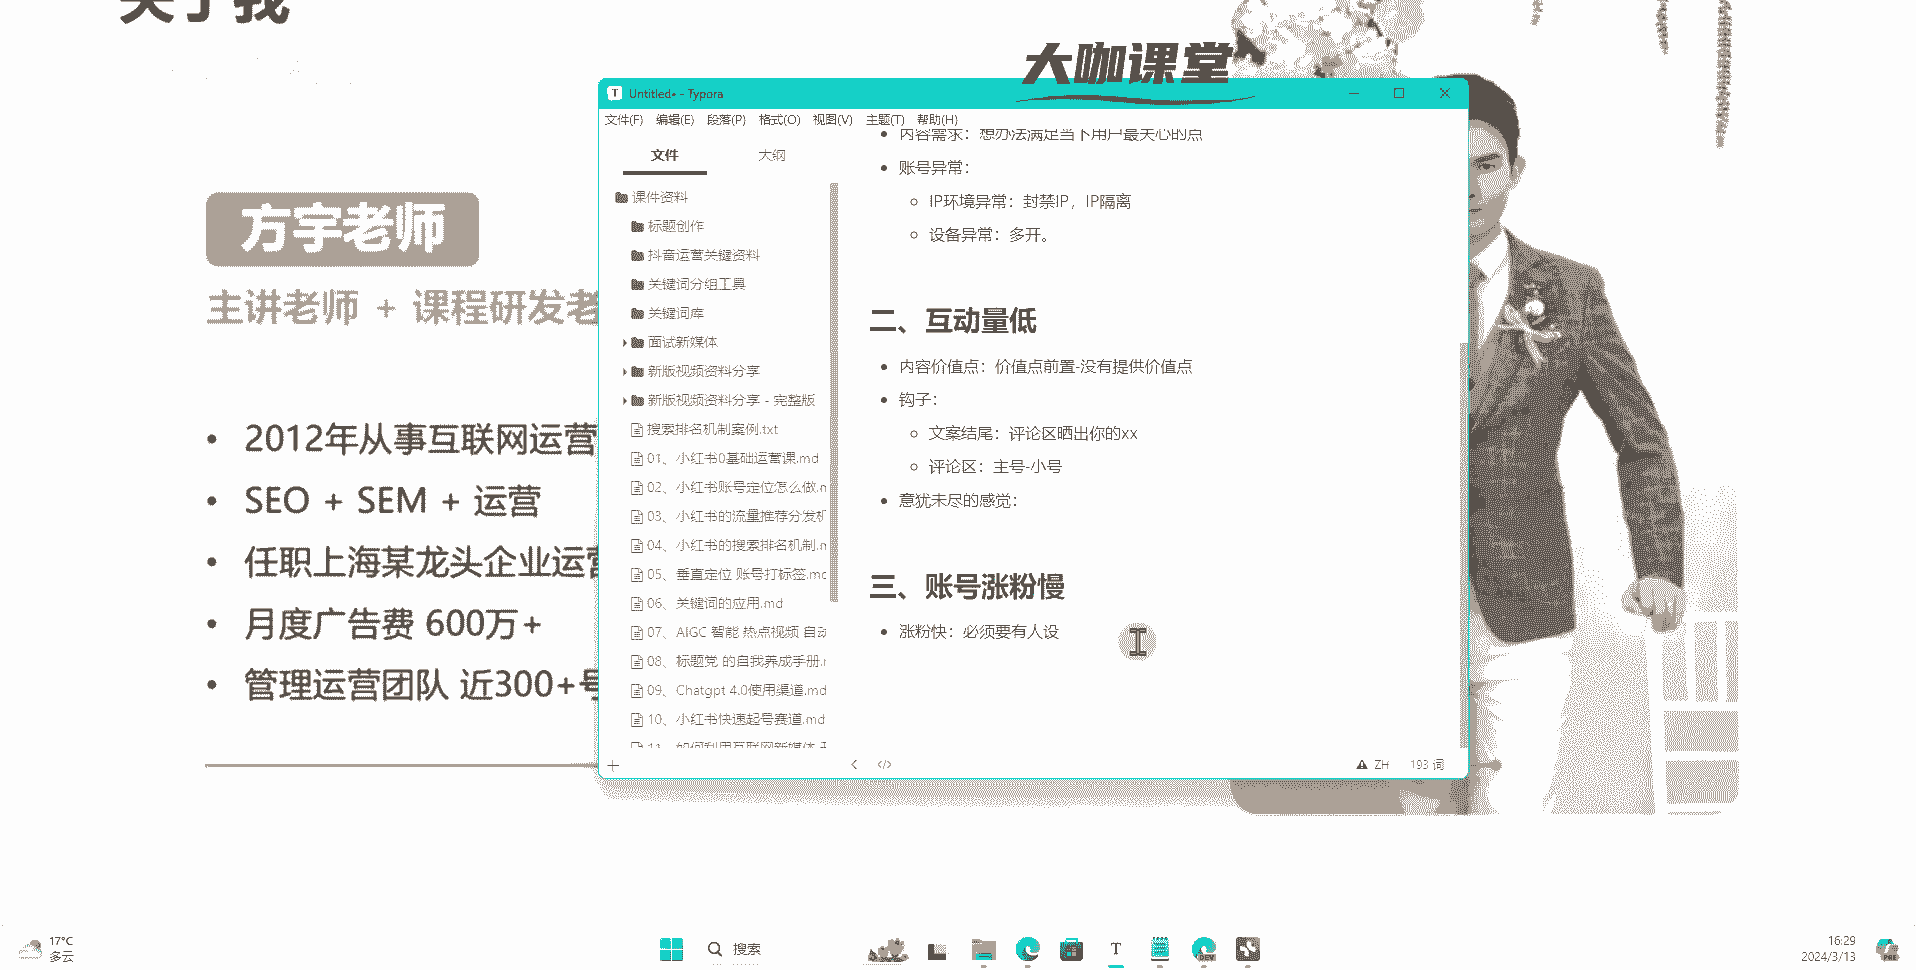 关于我
大咖课堂
方宇老师
主讲老师 + 课程研发老
• 2012年从事互联网运营
• SEO + SEM + 运营
• 任职上海某龙头企业运营
• 月度广告费 600万+
• 管理运营团队 近300+号
Untitled• - Typora
文件(F) 编辑(E) 段落(P) 格式(O) 视图(V) 主题(T) 帮助(H)
文件 大纲
课件资料
标题创作
抖音运营关键资料
关键词分组工具
关键词库
面试新媒体
新版视频资料分享
新版视频资料分享 - 完整版
搜索排名机制案例.txt
01、小红书0基础运营课.md
02、小红书账号定位怎么做.m
03、小红书的流量推荐分发机
04、小红书的搜索排名机制.m
05、垂直定位 账号打标签.md
06、关键词的应用.md
07、AIGC 智能 热点视频 自动
08、标题党 的自我养成手册.m
09、Chatgpt 4.0使用渠道.md
10、小红书快速起号赛道.md
11、如何利用互联网新媒体
• 内容需求：想办法满足当下用户最关心的点
• 账号异常：
IP环境异常：封禁IP，IP隔离
设备异常：多开。
二、互动量低
• 内容价值点：价值点前置-没有提供价值点
• 钩子：
文案结尾：评论区晒出你的xx
评论区：主号-小号
• 意犹未尽的感觉：
三、账号涨粉慢
• 涨粉快：必须要有人设
</> ZH 193 词
17°C
多云
搜索
T
DEV
16:29
2024/3/13
PRE